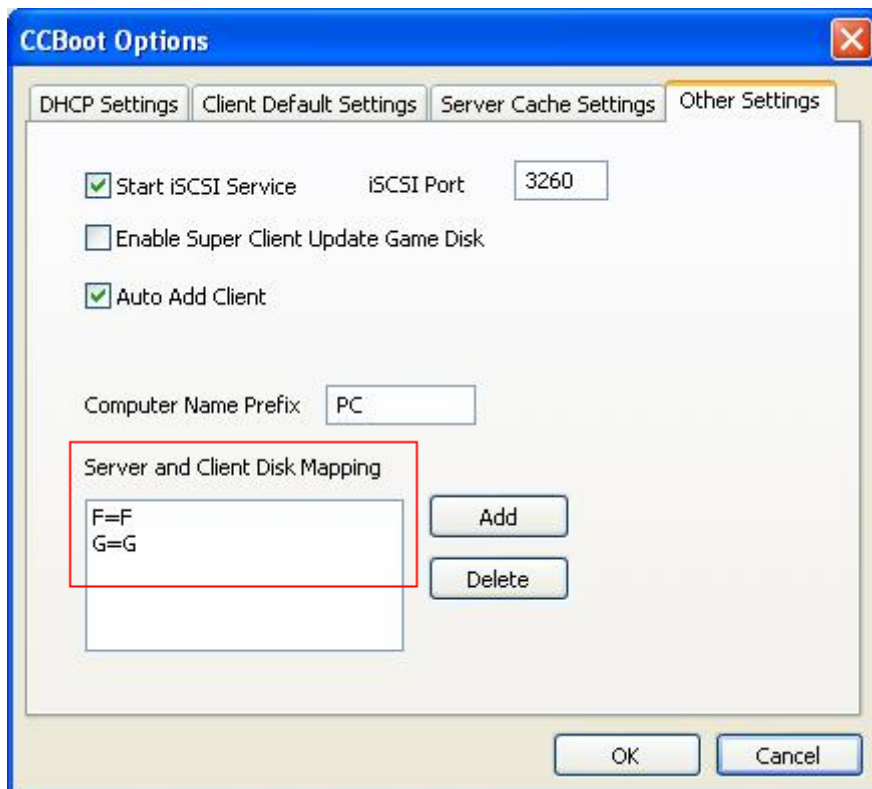 CCBoot Options
DHCP Settings Client Default Settings Server Cache Settings Other Settings
Start iSCSI Service iSCSI Port 3260
Enable Super Client Update Game Disk
Auto Add Client
Computer Name Prefix PC
Server and Client Disk Mapping
F=F
G=G
Add
Delete
OK Cancel